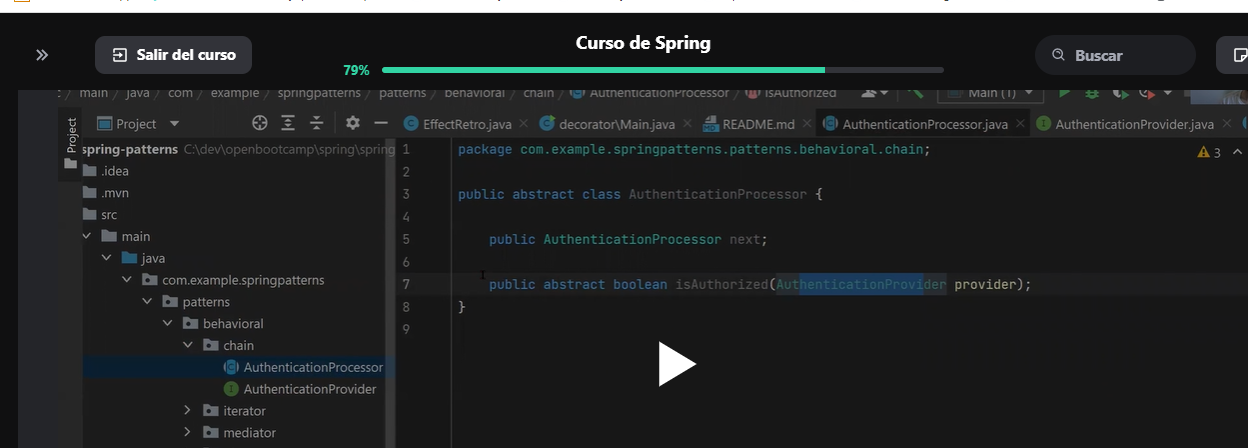 Curso de Spring
Salir del curso
79%
Buscar
main / java / com / example / springpatterns / patterns / behavioral / chain / AuthenticationProcessor / isAuthorized
Main (1)
Project
Project
EffectRetro.java
decorator\Main.java
README.md
AuthenticationProcessor.java
AuthenticationProvider.java
spring-patterns C:\dev\openbootcamp\spring\spring
.idea
.mvn
src
main
java
com.example.springpatterns
patterns
behavioral
chain
AuthenticationProcessor
AuthenticationProvider
iterator
mediator
1 package com.example.springpatterns.patterns.behavioral.chain;
3
2
3 public abstract class AuthenticationProcessor {
4
5 public AuthenticationProcessor next;
6
7 public abstract boolean isAuthorized(AuthenticationProvider provider);
8 }
9